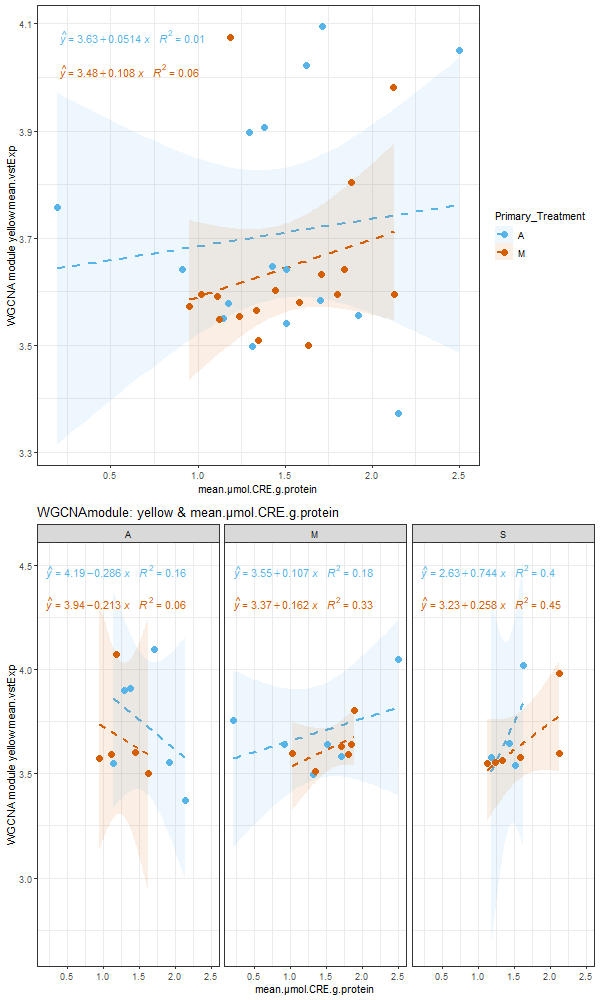 4.1
3.9
3.7
3.5
3.3
WGCNA module yellowmean.vstExp
ŷ = 3.63 + 0.0514 x R² = 0.01
ŷ = 3.48 + 0.108 x R² = 0.06
0.5 1.0 1.5 2.0 2.5
mean.µmol.CRE.g.protein
Primary_Treatment
A
M
WGCNAmodule: yellow & mean.µmol.CRE.g.protein
A M S
4.5
4.0
3.5
3.0
WGCNA module yellowmean.vstExp
ŷ = 4.19 − 0.286 x R² = 0.16
ŷ = 3.94 − 0.213 x R² = 0.06
ŷ = 3.55 + 0.107 x R² = 0.18
ŷ = 3.37 + 0.162 x R² = 0.33
ŷ = 2.63 + 0.744 x R² = 0.4
ŷ = 3.23 + 0.258 x R² = 0.45
0.5 1.0 1.5 2.0 2.5 0.5 1.0 1.5 2.0 2.5 0.5 1.0 1.5 2.0 2.5
mean.µmol.CRE.g.protein